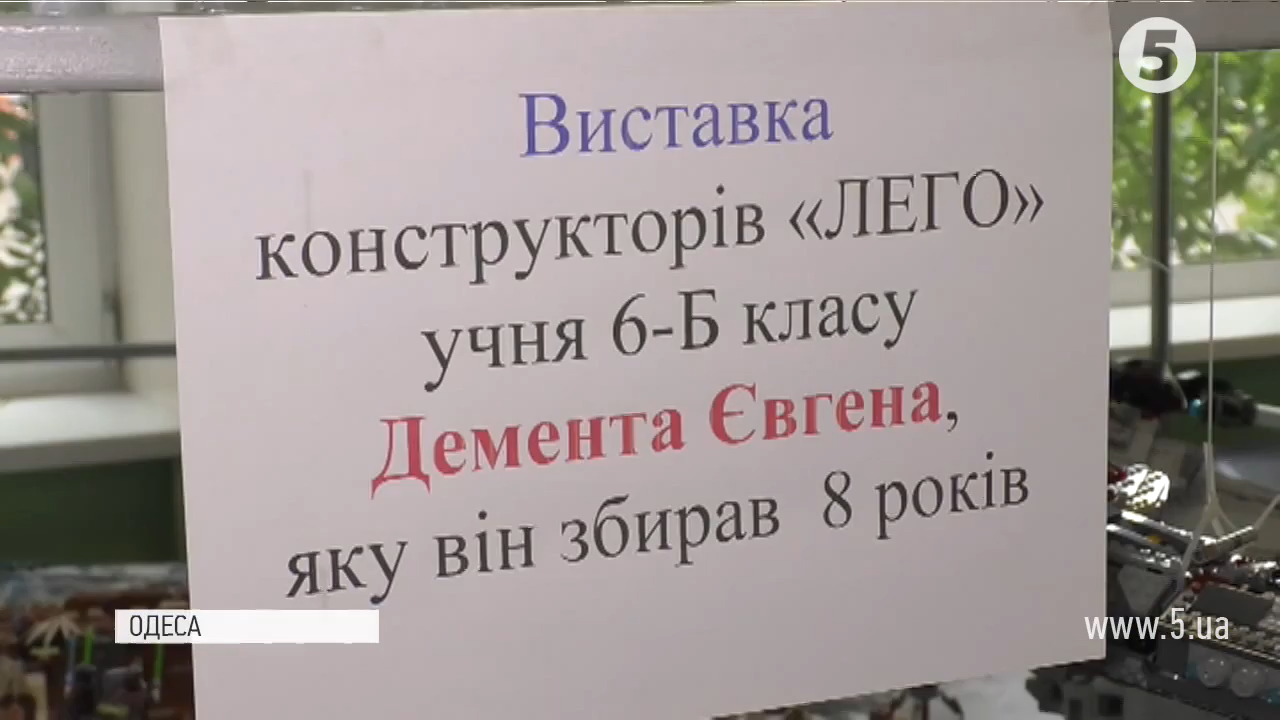 5
Виставка
конструкторів «ЛЕГО»
учня 6-Б класу
Демента Євгена,
яку він збирав 8 років
ОДЕСА
www.5.ua